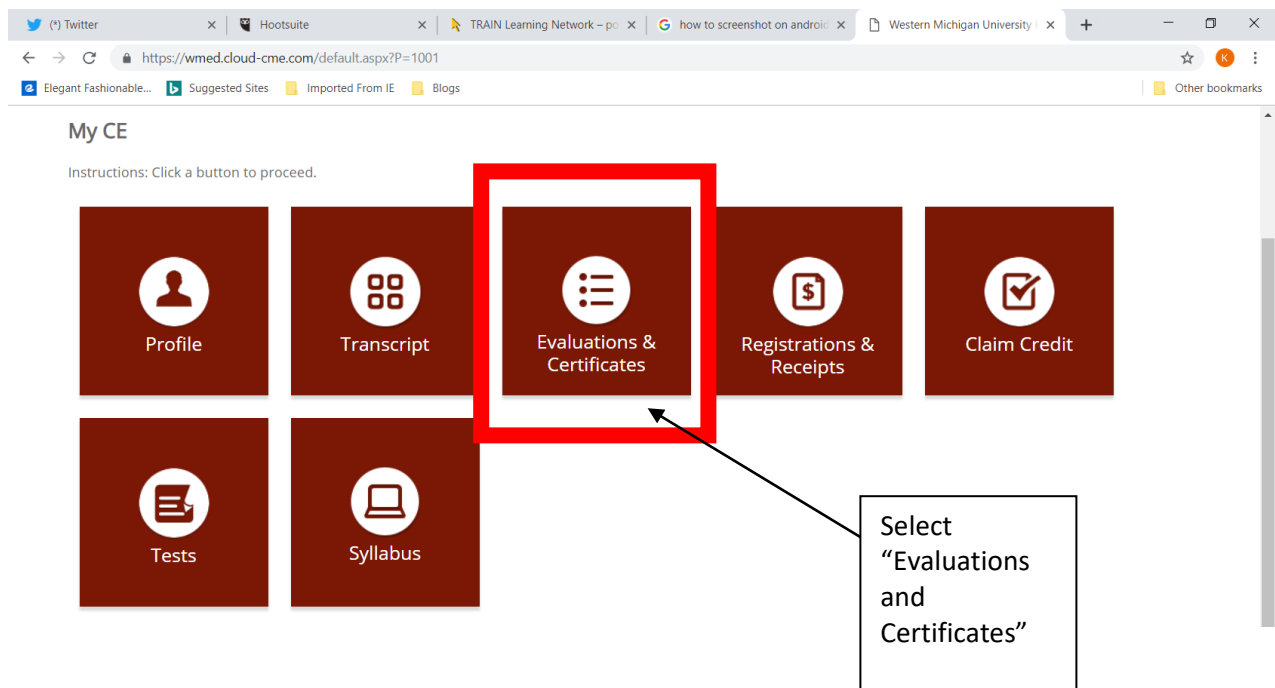 (*) Twitter
Hootsuite
TRAIN Learning Network – po
how to screenshot on android
Western Michigan University
https://wmed.cloud-cme.com/default.aspx?P=1001
K
Elegant Fashionable...
Suggested Sites
Imported From IE
Blogs
Other bookmarks
My CE
Instructions: Click a button to proceed.
Profile
Transcript
Evaluations &
Certificates
Registrations &
Receipts
Claim Credit
Tests
Syllabus
Select
“Evaluations
and
Certificates”